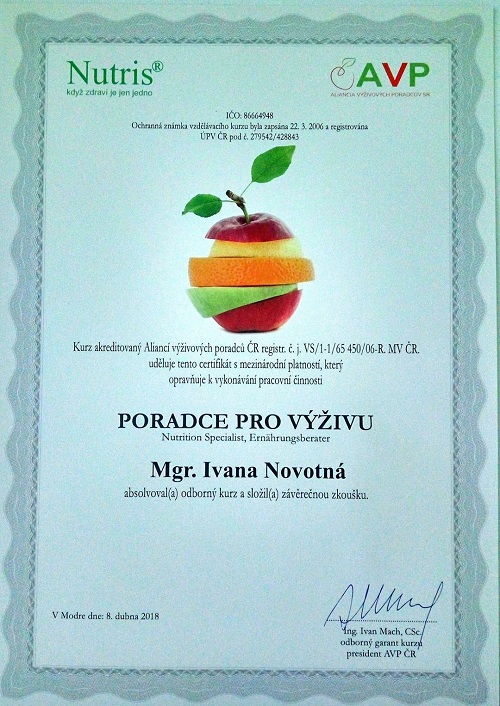 Nutris®
když zdraví je jen jedno
AVP
ALIANCIA VÝŽIVOVÝCH PORADCOV SR
IČO: 86664948
Ochranná známka vzdělávacího kurzu byla zapsána 22. 3. 2006 a registrována
ÚPV ČR pod č. 279542/428843
Kurz akreditovaný Aliancí výživových poradců ČR registr. č. j. VS/1-1/65 450/06-R. MV ČR.
uděluje tento certifikát s mezinárodní platností, který
opravňuje k vykonávání pracovní činnosti
PORADCE PRO VÝŽIVU
Nutrition Specialist, Ernährungsberater
Mgr. Ivana Novotná
absolvoval(a) odborný kurz a složil(a) závěrečnou zkoušku.
V Modre dne: 8. dubna 2018
Ing. Ivan Mach, CSc.
odborný garant kurzu
president AVP ČR